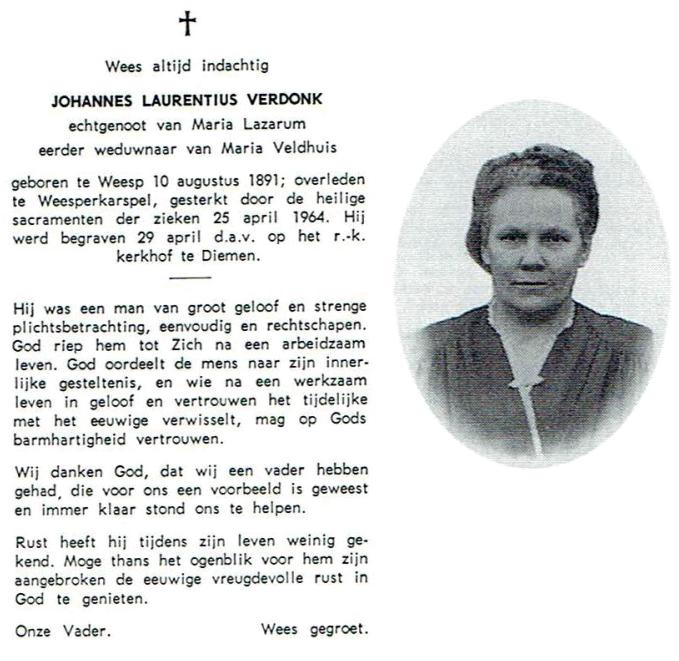 Wees altijd indachtig
JOHANNES LAURENTIUS VERDONK
echtgenoot van Maria Lazarum
eerder weduwnaar van Maria Veldhuis
geboren te Weesp 10 augustus 1891; overleden
te Weesperkarspel, gesterkt door de heilige
sacramenten der zieken 25 april 1964. Hij
werd begraven 29 april d.a.v. op het r.-k.
kerkhof te Diemen.
Hij was een man van groot geloof en strenge
plichtsbetrachting, eenvoudig en rechtschapen.
God riep hem tot Zich na een arbeidzaam
leven. God oordeelt de mens naar zijn inner-
lijke gesteltenis, en wie na een werkzaam
leven in geloof en vertrouwen het tijdelijke
met het eeuwige verwisselt, mag op Gods
barmhartigheid vertrouwen.
Wij danken God, dat wij een vader hebben
gehad, die voor ons een voorbeeld is geweest
en immer klaar stond ons te helpen.
Rust heeft hij tijdens zijn leven weinig ge-
kend. Moge thans het ogenblik voor hem zijn
aangebroken de eeuwige vreugdevolle rust in
God te genieten.
Onze Vader. Wees gegroet.